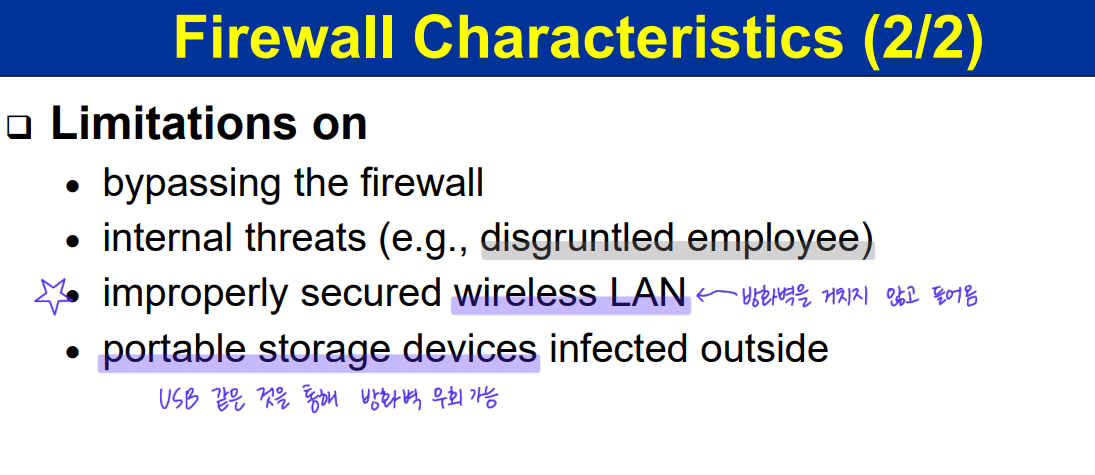 Firewall Characteristics (2/2)
Limitations on
bypassing the firewall
internal threats (e.g., disgruntled employee)
improperly secured wireless LAN ← 방화벽을 거치지 않고 들어옴
portable storage devices infected outside
USB 같은 것을 통해 방화벽 우회 가능